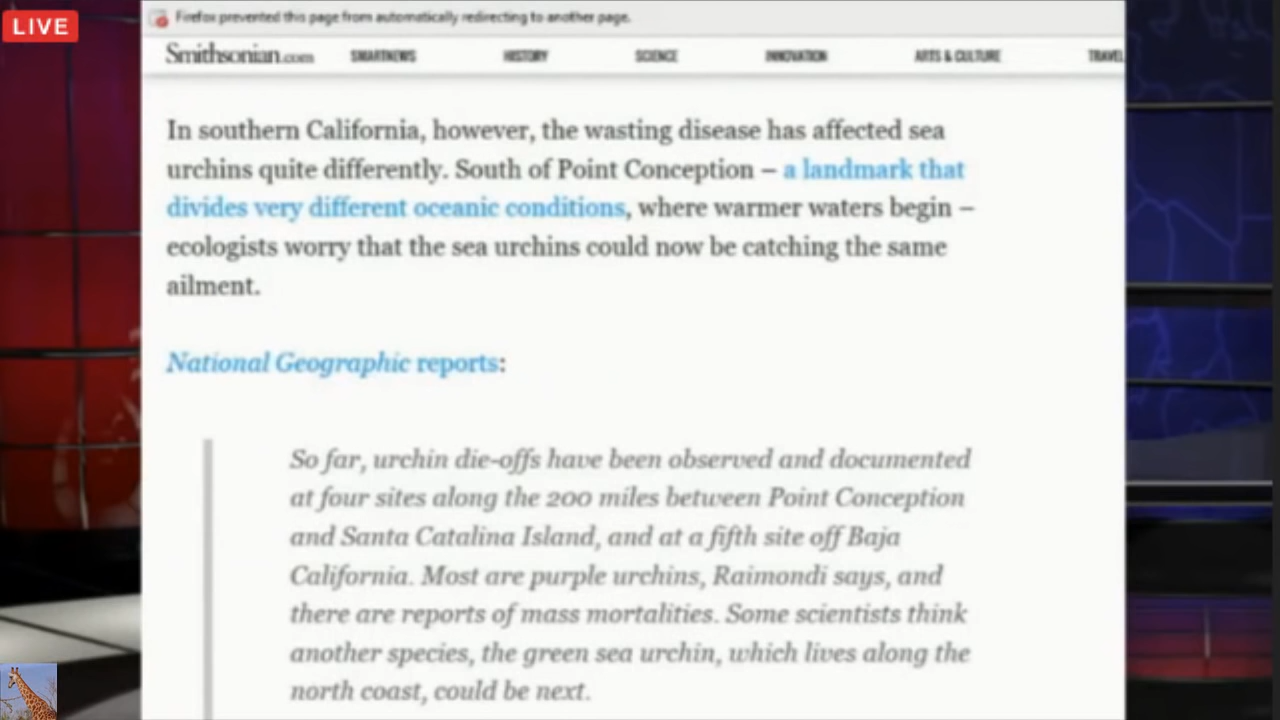 LIVE
Firefox prevented this page from automatically redirecting to another page.
Smithsonian.com SMARTNEWS HISTORY SCIENCE INNOVATION ARTS & CULTURE TRAVEL
In southern California, however, the wasting disease has affected sea
urchins quite differently. South of Point Conception – a landmark that
divides very different oceanic conditions, where warmer waters begin –
ecologists worry that the sea urchins could now be catching the same
ailment.
National Geographic reports:
So far, urchin die-offs have been observed and documented
at four sites along the 200 miles between Point Conception
and Santa Catalina Island, and at a fifth site off Baja
California. Most are purple urchins, Raimondi says, and
there are reports of mass mortalities. Some scientists think
another species, the green sea urchin, which lives along the
north coast, could be next.